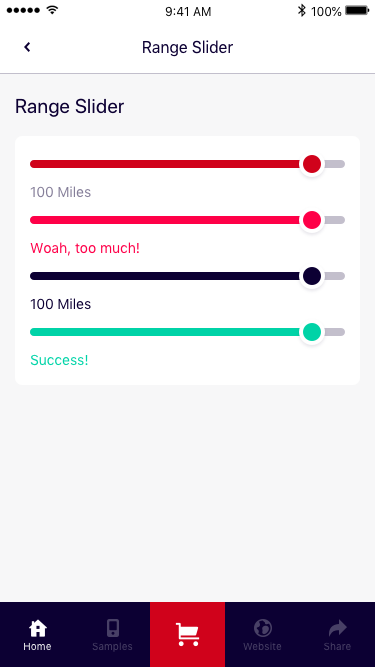 9:41 AM 100%
Range Slider
Range Slider
100 Miles
Woah, too much!
100 Miles
Success!
Home Samples Website Share